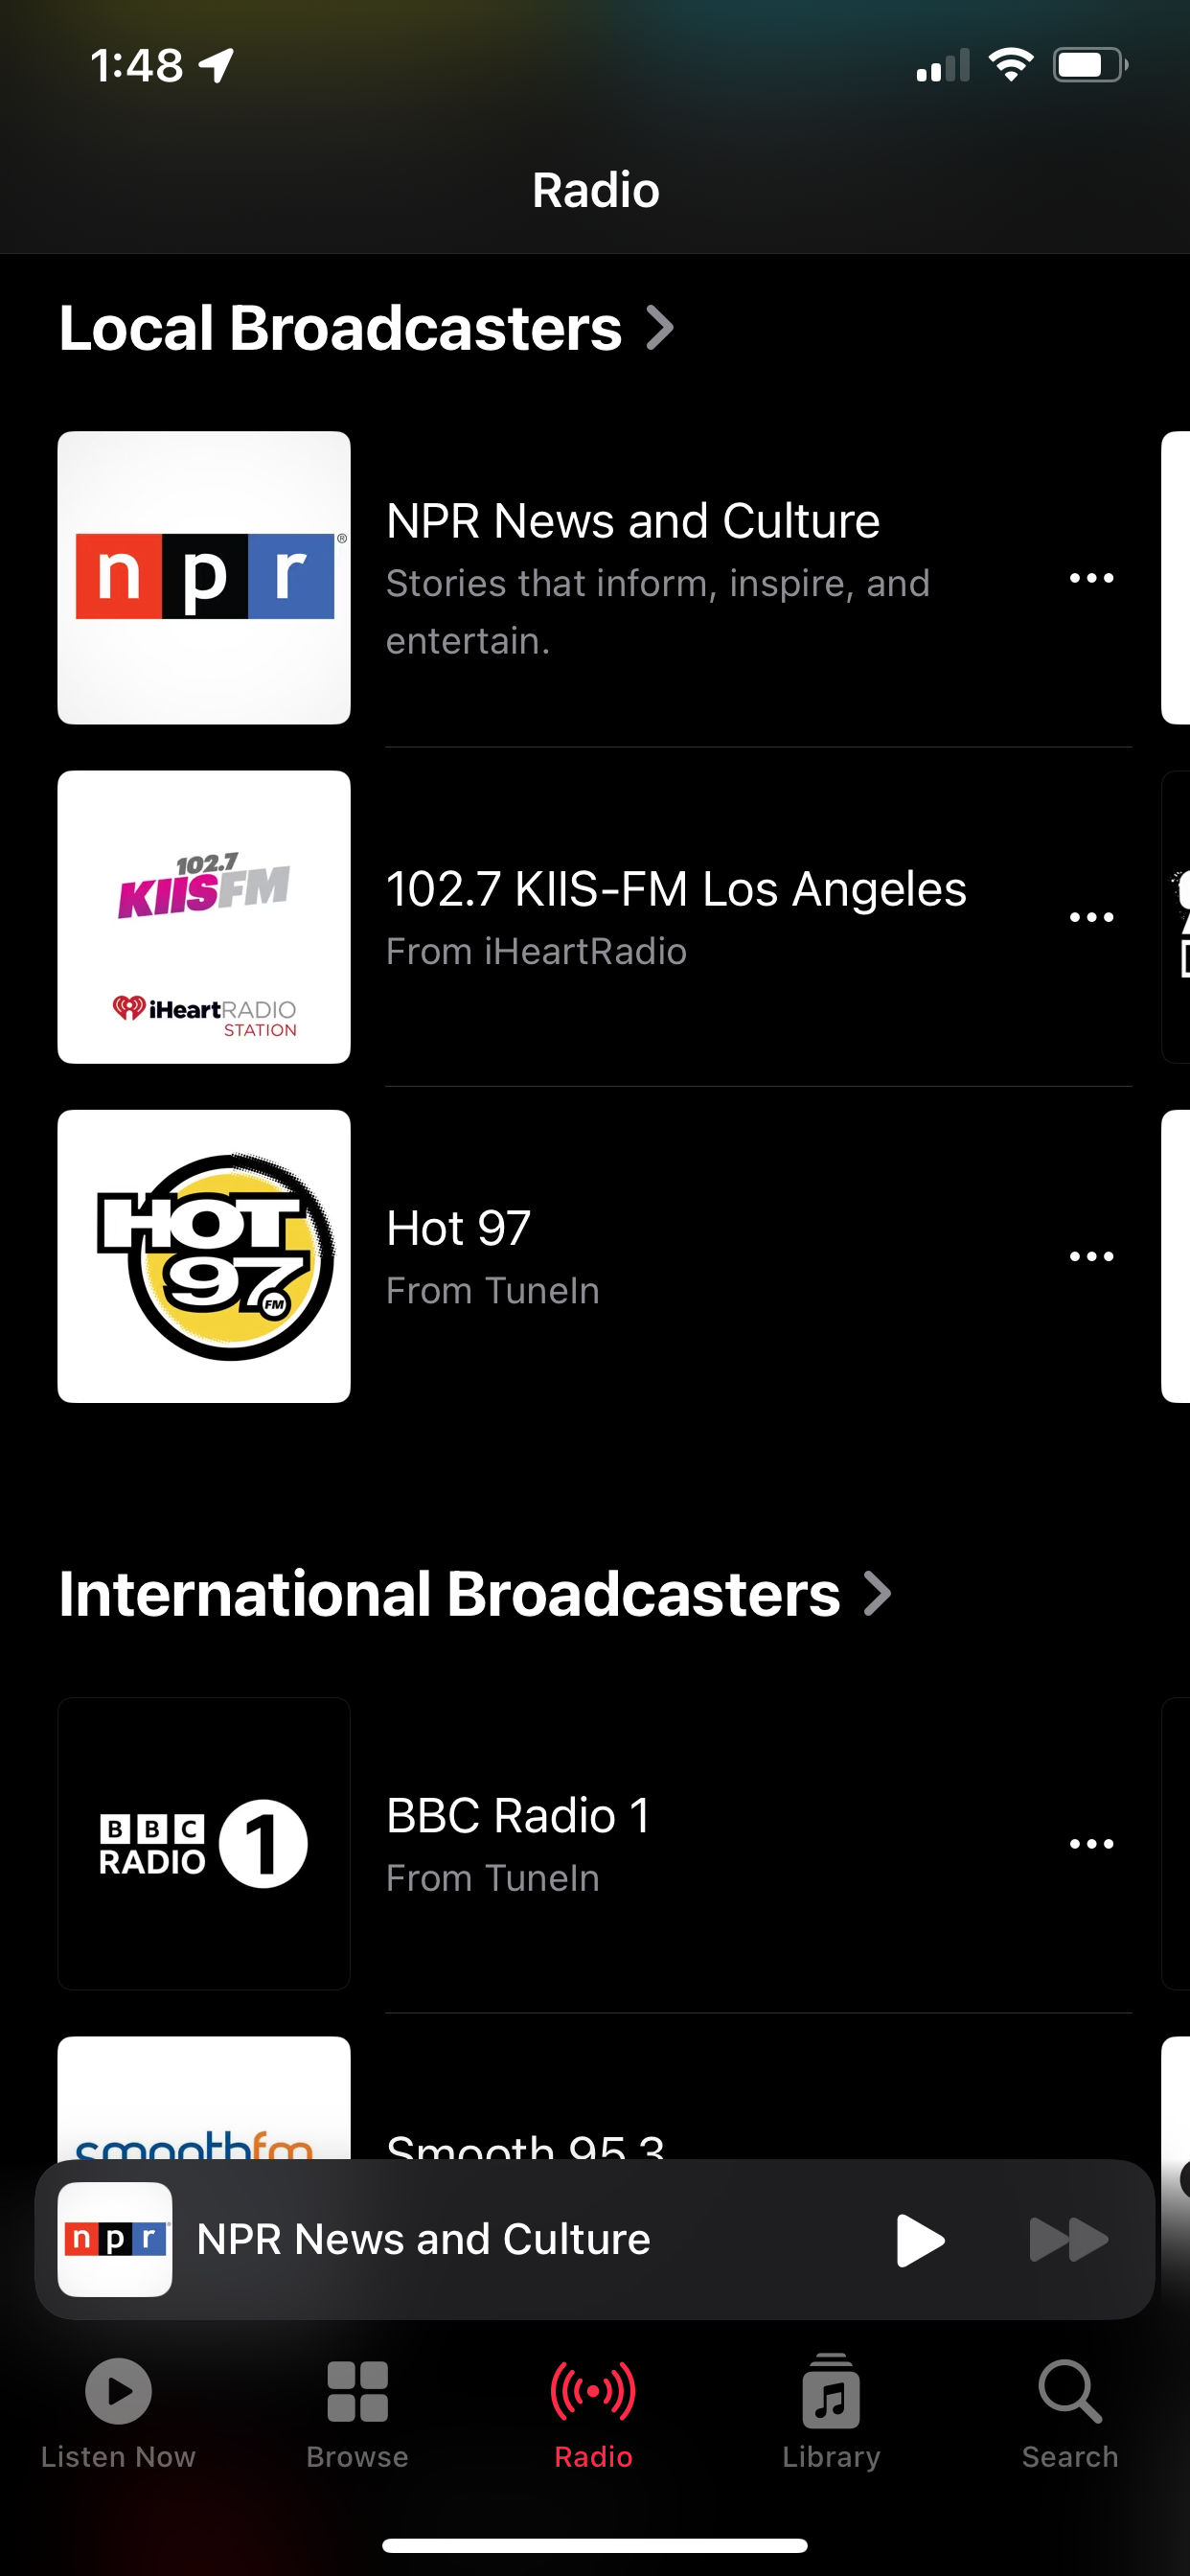 1:48
Radio
Local Broadcasters
npr®
NPR News and Culture
Stories that inform, inspire, and
entertain.
102.7
KIISFM
iHeartRADIO
STATION
102.7 KIIS-FM Los Angeles
From iHeartRadio
HOT
97
FM
Hot 97
From TuneIn
International Broadcasters
BBC
RADIO 1
BBC Radio 1
From TuneIn
smoothfm
Smooth 95.3
npr
NPR News and Culture
Listen Now
Browse
Radio
Library
Search